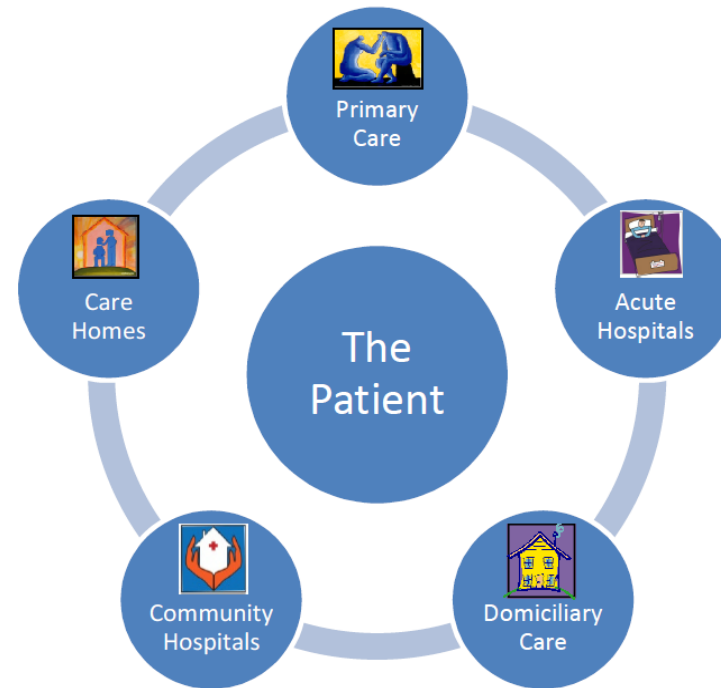 Primary
Care
Care
Homes
Acute
Hospitals
The
Patient
Community
Hospitals
Domiciliary
Care